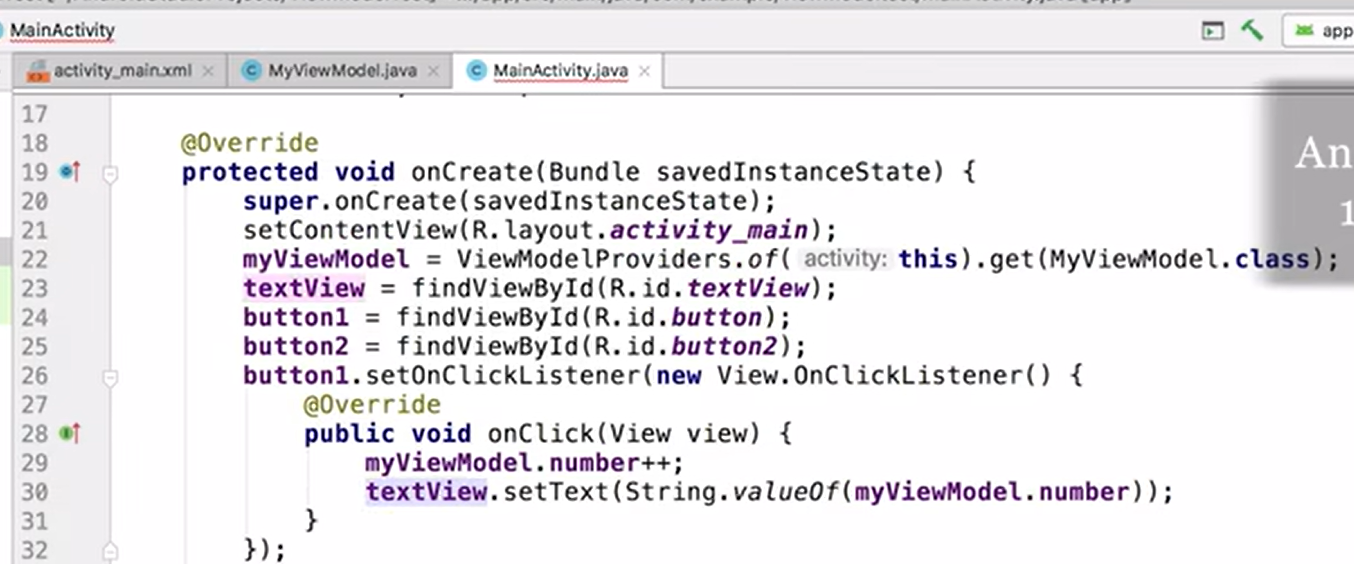 MainActivity
app
activity_main.xml
MyViewModel.java
MainActivity.java
An
1
17
18 @Override
19 protected void onCreate(Bundle savedInstanceState) {
20 super.onCreate(savedInstanceState);
21 setContentView(R.layout.activity_main);
22 myViewModel = ViewModelProviders.of( activity: this).get(MyViewModel.class);
23 textView = findViewById(R.id.textView);
24 button1 = findViewById(R.id.button);
25 button2 = findViewById(R.id.button2);
26 button1.setOnClickListener(new View.OnClickListener() {
27 @Override
28 public void onClick(View view) {
29 myViewModel.number++;
30 textView.setText(String.valueOf(myViewModel.number));
31 }
32 });